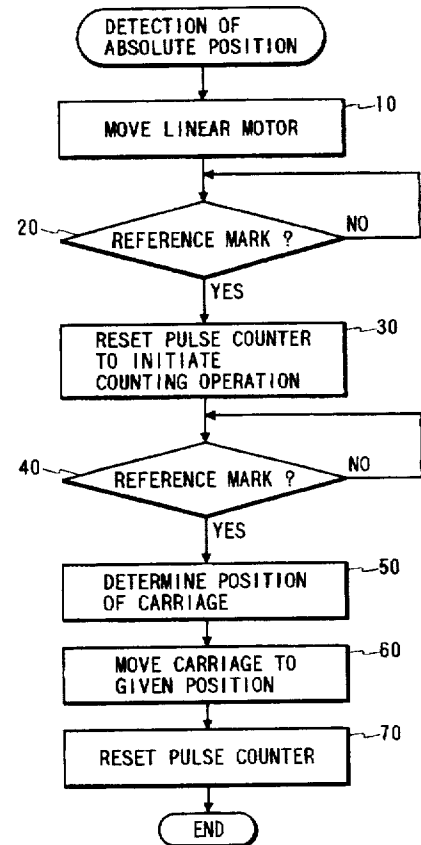 DETECTION OF
ABSOLUTE POSITION
10
MOVE LINEAR MOTOR
20
REFERENCE MARK ?
NO
YES
30
RESET PULSE COUNTER
TO INITIATE
COUNTING OPERATION
40
REFERENCE MARK ?
NO
YES
50
DETERMINE POSITION
OF CARRIAGE
60
MOVE CARRIAGE TO
GIVEN POSITION
70
RESET PULSE COUNTER
END